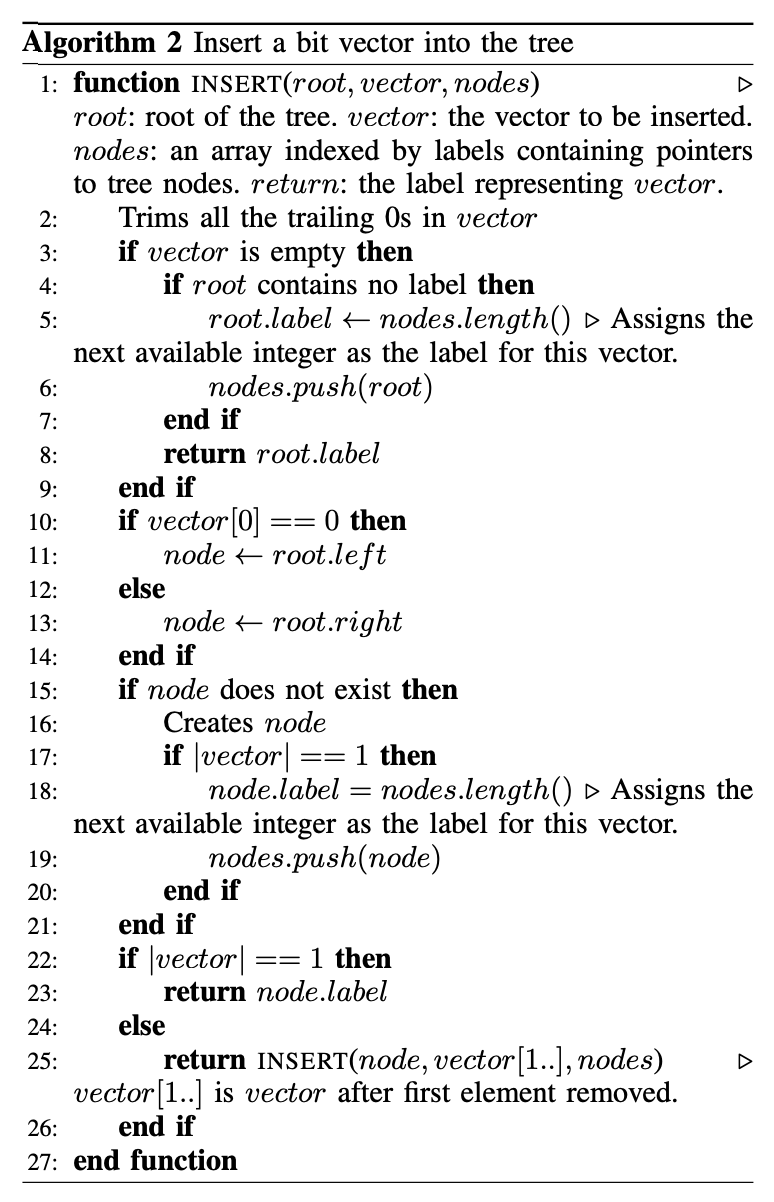 Algorithm 2 Insert a bit vector into the tree
1: function INSERT(root, vector, nodes) ▷
root: root of the tree. vector: the vector to be inserted.
nodes: an array indexed by labels containing pointers
to tree nodes. return: the label representing vector.
2: Trims all the trailing 0s in vector
3: if vector is empty then
4: if root contains no label then
5: root.label ← nodes.length() ▷ Assigns the
next available integer as the label for this vector.
6: nodes.push(root)
7: end if
8: return root.label
9: end if
10: if vector[0] == 0 then
11: node ← root.left
12: else
13: node ← root.right
14: end if
15: if node does not exist then
16: Creates node
17: if |vector| == 1 then
18: node.label = nodes.length() ▷ Assigns the
next available integer as the label for this vector.
19: nodes.push(node)
20: end if
21: end if
22: if |vector| == 1 then
23: return node.label
24: else
25: return INSERT(node, vector[1..], nodes) ▷
vector[1..] is vector after first element removed.
26: end if
27: end function